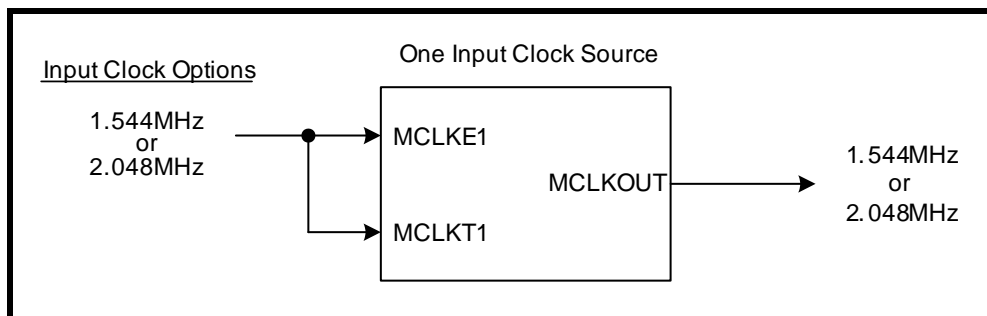 One Input Clock Source
Input Clock Options
1.544MHz
or
2.048MHz
MCLKE1
MCLKOUT
MCLKT1
1.544MHz
or
2.048MHz